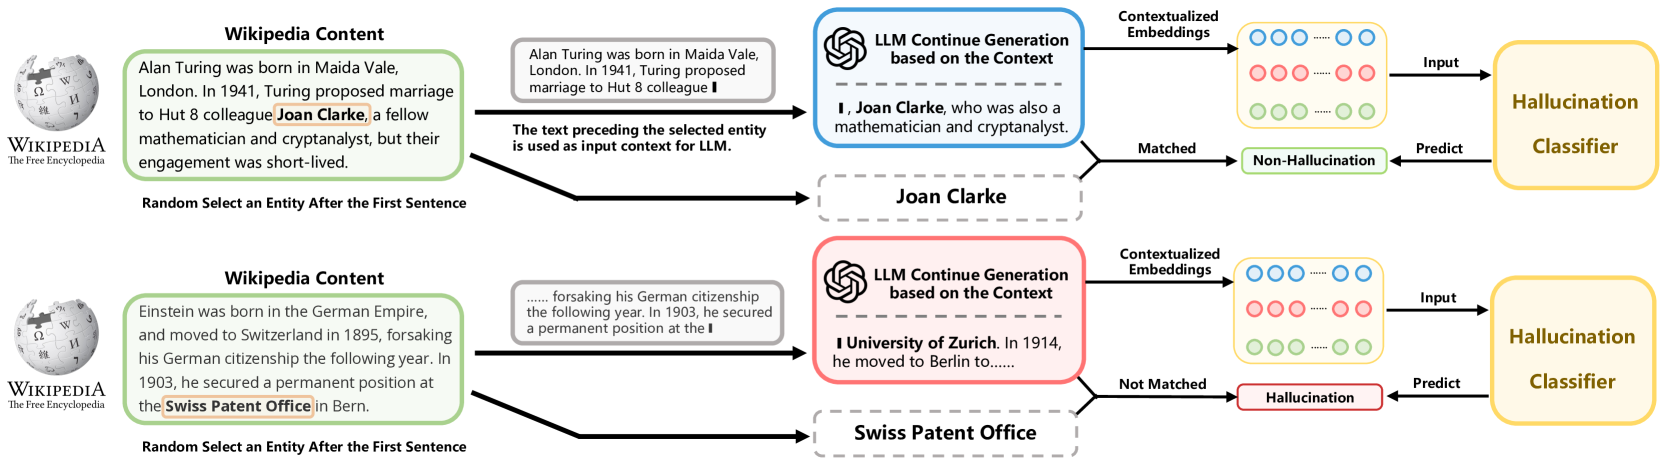 Wikipedia Content
WIKIPEDIA
The Free Encyclopedia
Alan Turing was born in Maida Vale,
London. In 1941, Turing proposed marriage
to Hut 8 colleague Joan Clarke, a fellow
mathematician and cryptanalyst, but their
engagement was short-lived.
Random Select an Entity After the First Sentence
Alan Turing was born in Maida Vale,
London. In 1941, Turing proposed
marriage to Hut 8 colleague
The text preceding the selected entity
is used as input context for LLM.
LLM Continue Generation
based on the Context
, Joan Clarke, who was also a
mathematician and cryptanalyst.
Joan Clarke
Contextualized
Embeddings
......
......
......
Input
Matched
Non-Hallucination
Predict
Hallucination
Classifier
Wikipedia Content
WIKIPEDIA
The Free Encyclopedia
Einstein was born in the German Empire,
and moved to Switzerland in 1895, forsaking
his German citizenship the following year. In
1903, he secured a permanent position at
the Swiss Patent Office in Bern.
Random Select an Entity After the First Sentence
...... forsaking his German citizenship
the following year. In 1903, he secured
a permanent position at the
LLM Continue Generation
based on the Context
University of Zurich. In 1914,
he moved to Berlin to......
Swiss Patent Office
Contextualized
Embeddings
......
......
......
Input
Not Matched
Hallucination
Predict
Hallucination
Classifier